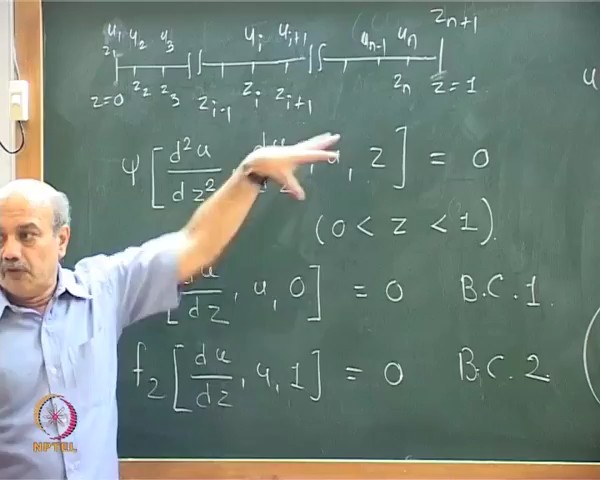 u₁ u₂ u₃ uᵢ uᵢ₊₁ uₙ₋₁ uₙ zₙ₊₁
z₁
z=0 z₂ z₃ zᵢ₋₁ zᵢ zᵢ₊₁ zₙ z=1
u
ψ[d²u/dz², du/dz, u, z] = 0
(0 < z < 1).
[du/dz, u, 0] = 0 B.C.1.
f₂[du/dz, u, 1] = 0 B.C.2.
NPTEL